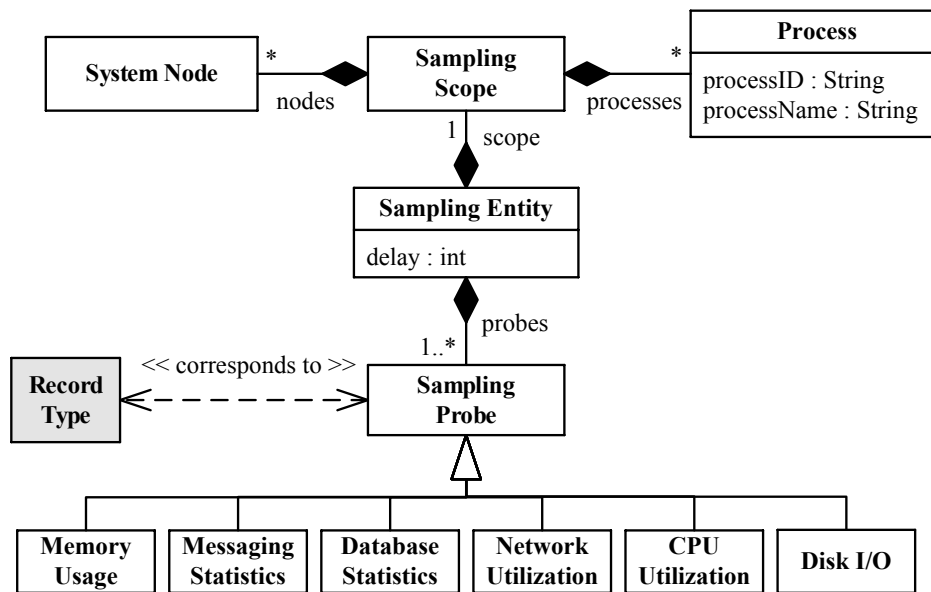 System Node
*
nodes
Sampling
Scope
*
processes
Process
processID : String
processName : String
1
scope
Sampling Entity
delay : int
probes
1..*
<< corresponds to >>
Record
Type
Sampling
Probe
Memory
Usage
Messaging
Statistics
Database
Statistics
Network
Utilization
CPU
Utilization
Disk I/O